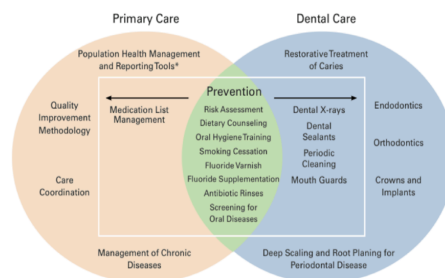 Primary Care
Dental Care
Population Health Management
and Reporting Tools*
Restorative Treatment
of Caries
Prevention
Quality
Improvement
Methodology
Medication List
Management
Risk Assessment
Dietary Counseling
Oral Hygiene Training
Smoking Cessation
Fluoride Varnish
Fluoride Supplementation
Antibiotic Rinses
Screening for
Oral Diseases
Dental X-rays
Dental
Sealants
Periodic
Cleaning
Mouth Guards
Endodontics
Orthodontics
Crowns and
Implants
Care
Coordination
Management of Chronic
Diseases
Deep Scaling and Root Planing for
Periodontal Disease